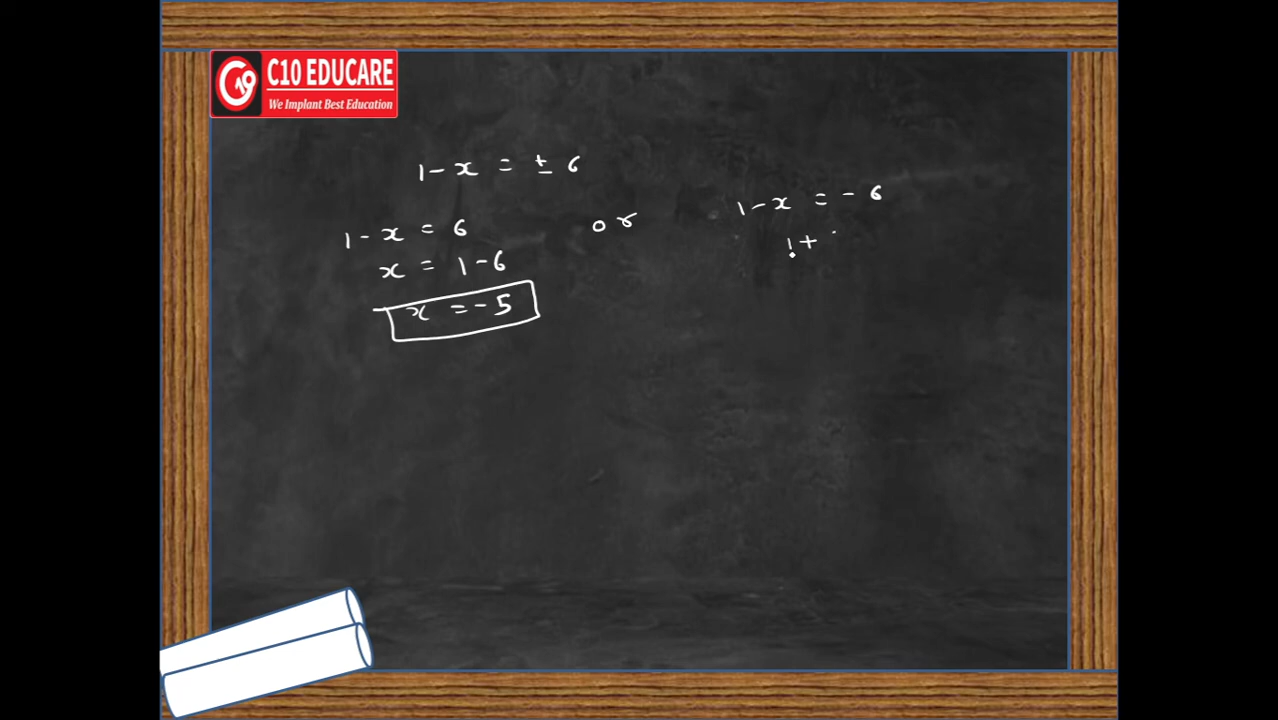 C10 EDUCARE
We Implant Best Education
1 - x = ± 6
1 - x = 6 or 1 - x = - 6
x = 1 - 6 1 +
x = - 5